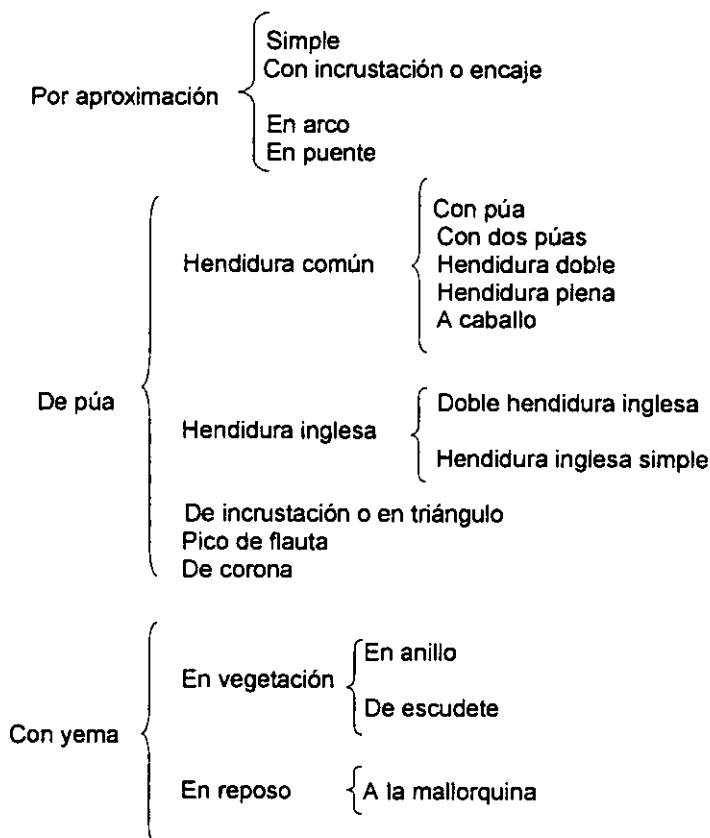 Simple
Con incrustación o encaje
Por aproximación
En arco
En puente
Con púa
Con dos púas
Hendidura común
Hendidura doble
Hendidura plena
A caballo
De púa
Doble hendidura inglesa
Hendidura inglesa
Hendidura inglesa simple
De incrustación o en triángulo
Pico de flauta
De corona
En anillo
En vegetación
De escudete
Con yema
En reposo
A la mallorquina